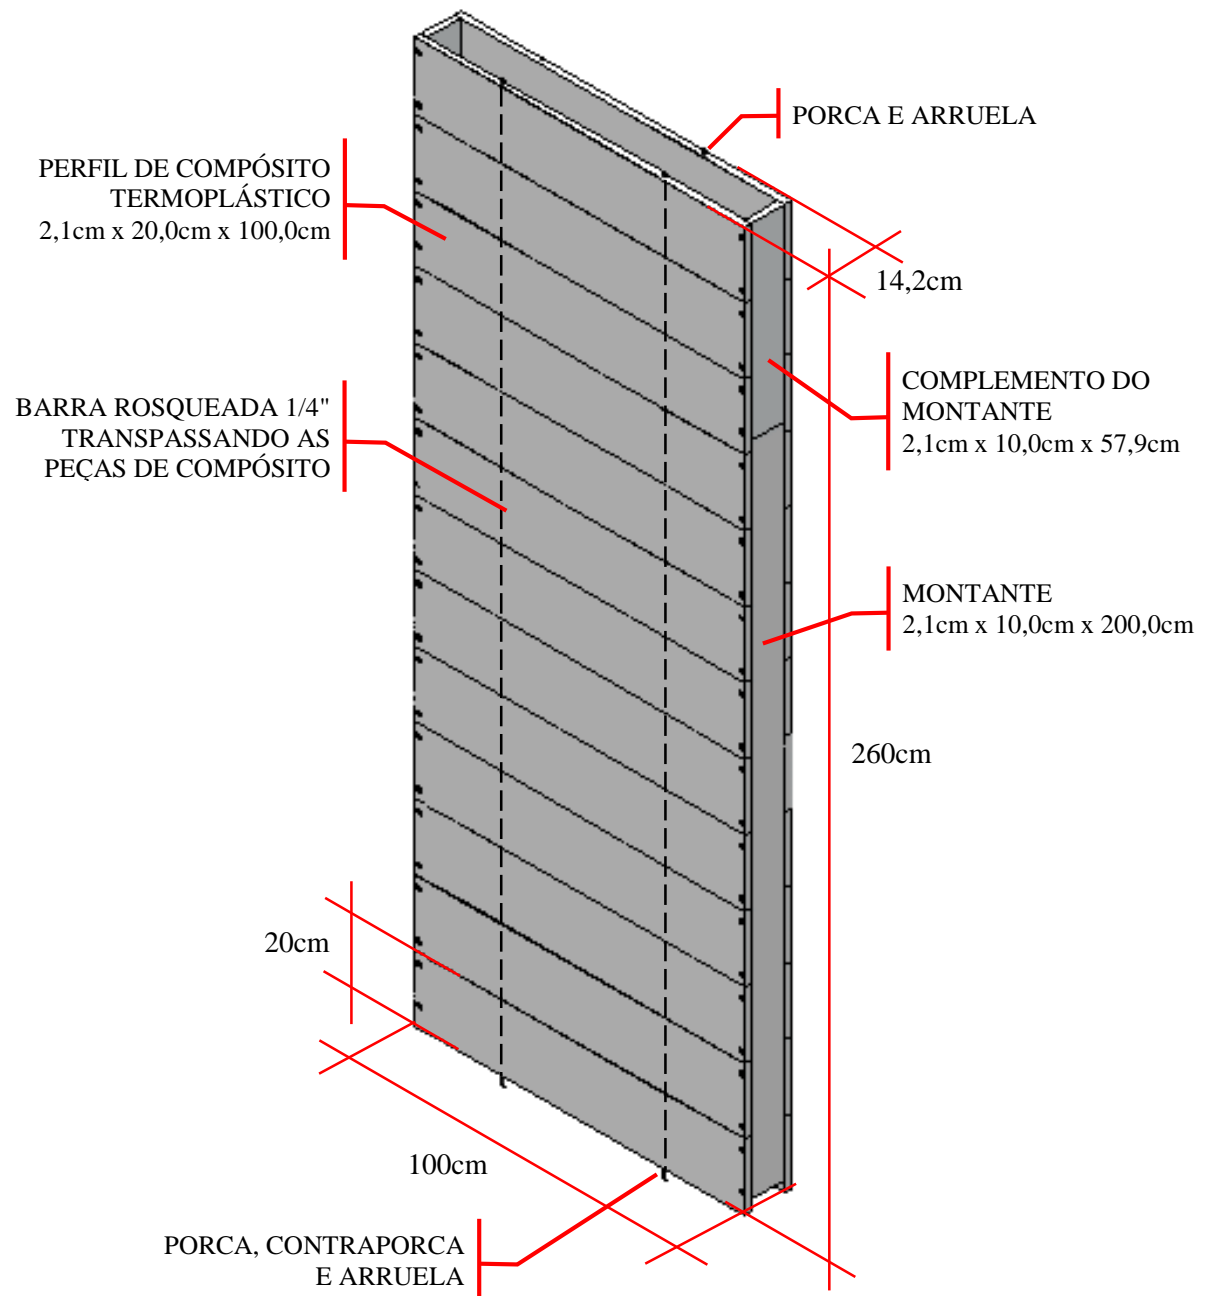 PORCA E ARRUELA
PERFIL DE COMPÓSITO
TERMOPLÁSTICO
2,1cm x 20,0cm x 100,0cm
14,2cm
COMPLEMENTO DO
MONTANTE
2,1cm x 10,0cm x 57,9cm
BARRA ROSQUEADA 1/4"
TRANSPASSANDO AS
PEÇAS DE COMPÓSITO
MONTANTE
2,1cm x 10,0cm x 200,0cm
260cm
20cm
100cm
PORCA, CONTRAPORCA
E ARRUELA